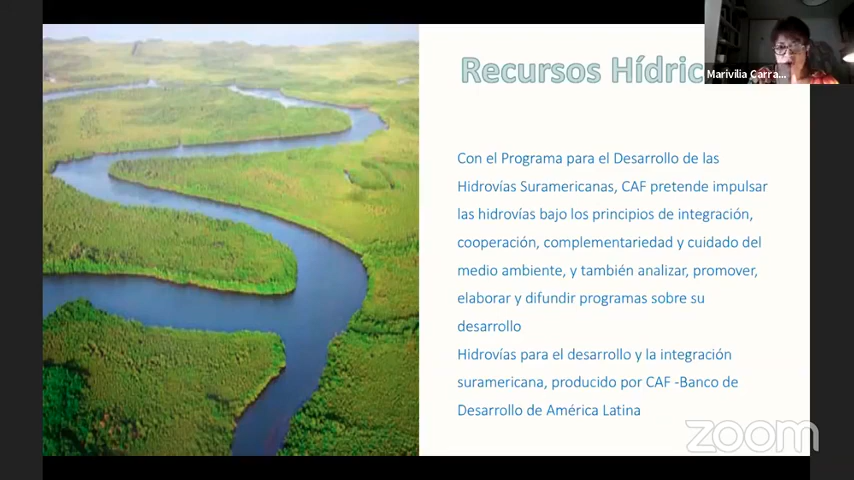 Recursos Hídric
Marivilia Carra...
Con el Programa para el Desarrollo de las
Hidrovías Suramericanas, CAF pretende impulsar
las hidrovías bajo los principios de integración,
cooperación, complementariedad y cuidado del
medio ambiente, y también analizar, promover,
elaborar y difundir programas sobre su
desarrollo
Hidrovías para el desarrollo y la integración
suramericana, producido por CAF -Banco de
Desarrollo de América Latina
zoom